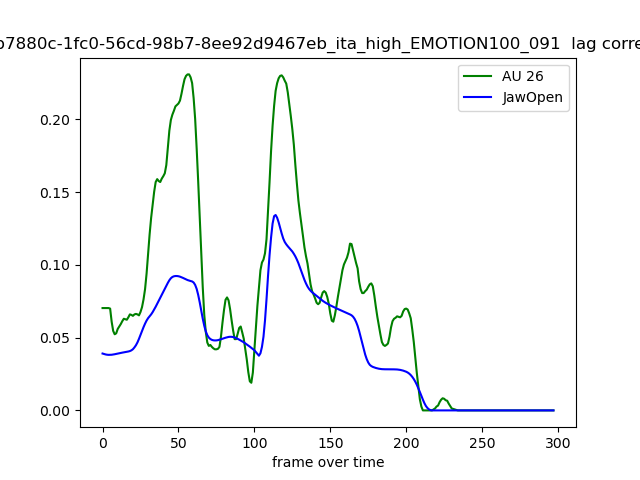 b7880c-1fc0-56cd-98b7-8ee92d9467eb_ita_high_EMOTION100_091 lag corre
AU 26
JawOpen
0.20
0.15
0.10
0.05
0.00
0 50 100 150 200 250 300
frame over time